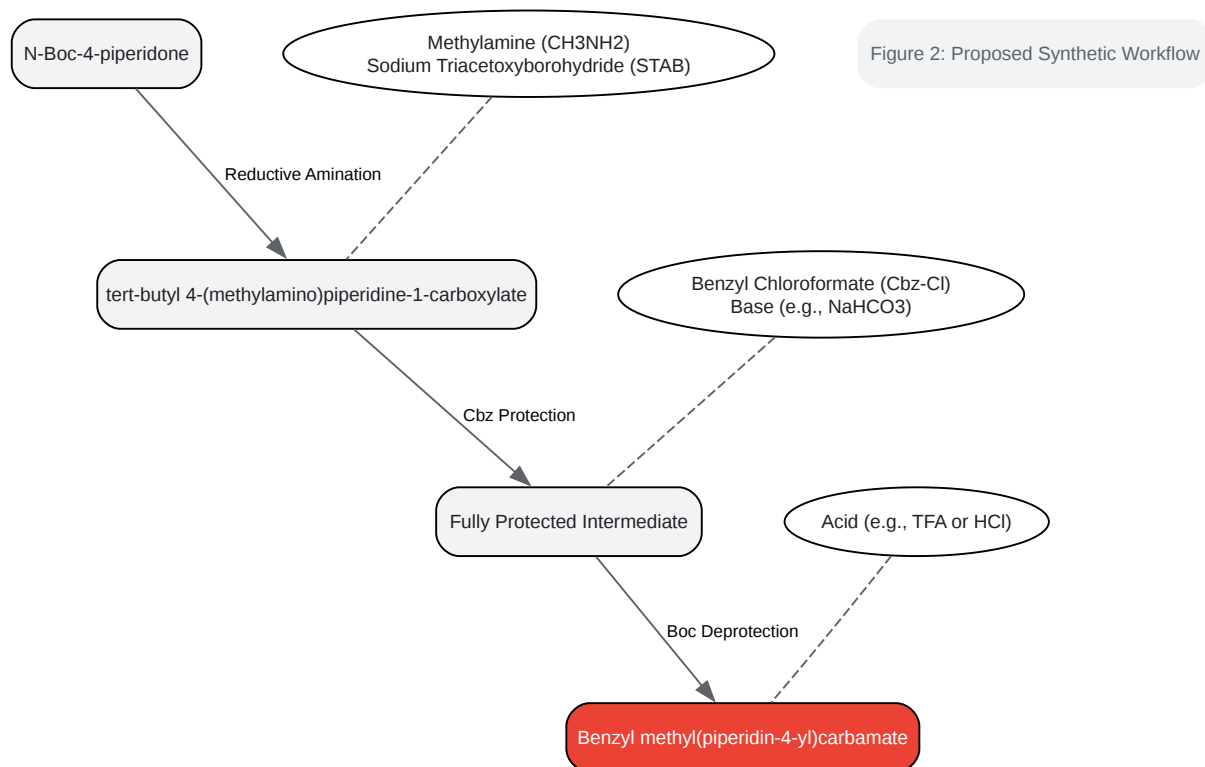 N-Boc-4-piperidone
Methylamine (CH3NH2)
Sodium Triacetoxyborohydride (STAB)
Figure 2: Proposed Synthetic Workflow
Reductive Amination
tert-butyl 4-(methylamino)piperidine-1-carboxylate
Benzyl Chloroformate (Cbz-Cl)
Base (e.g., NaHCO3)
Cbz Protection
Fully Protected Intermediate
Acid (e.g., TFA or HCl)
Boc Deprotection
Benzyl methyl(piperidin-4-yl)carbamate